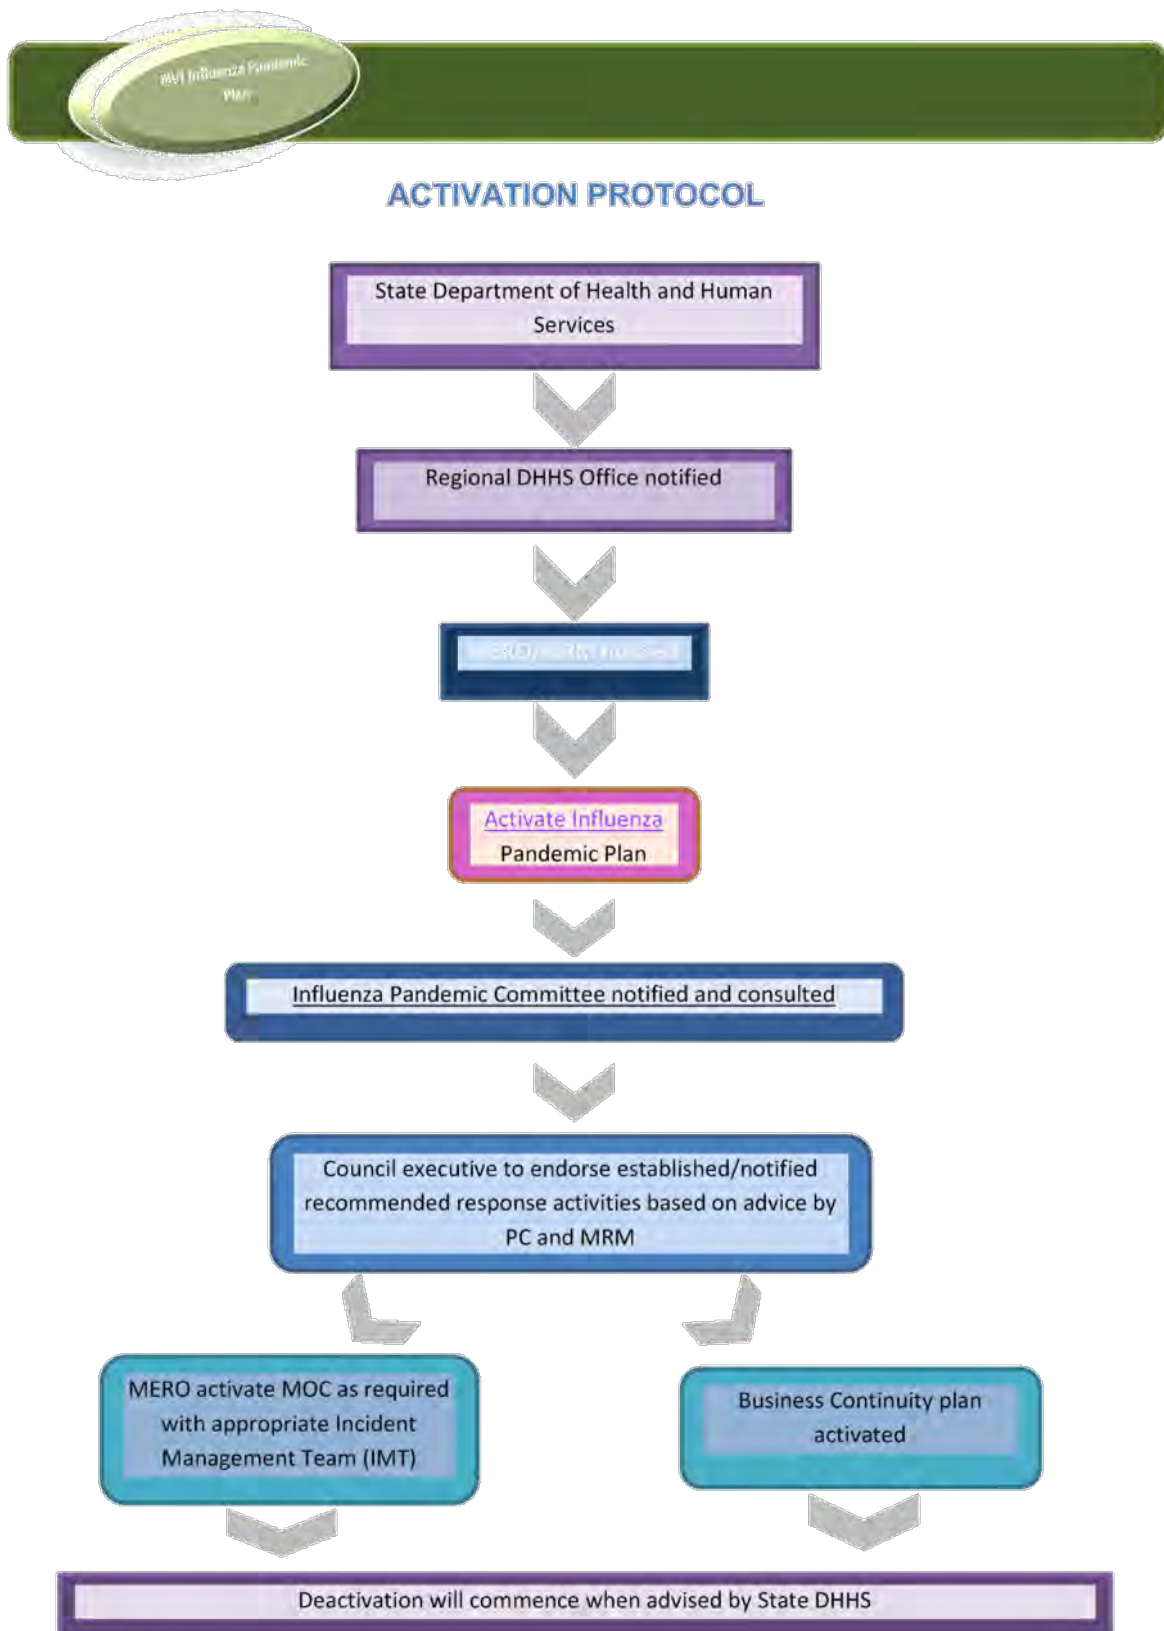 Influenza Pandemic
Plan
ACTIVATION PROTOCOL
State Department of Health and Human
Services
Regional DHHS Office notified
Activate Influenza
Pandemic Plan
Influenza Pandemic Committee notified and consulted
Council executive to endorse established/notified
recommended response activities based on advice by
PC and MRM
MERO activate MOC as required
with appropriate Incident
Management Team (IMT)
Business Continuity plan
activated
Deactivation will commence when advised by State DHHS